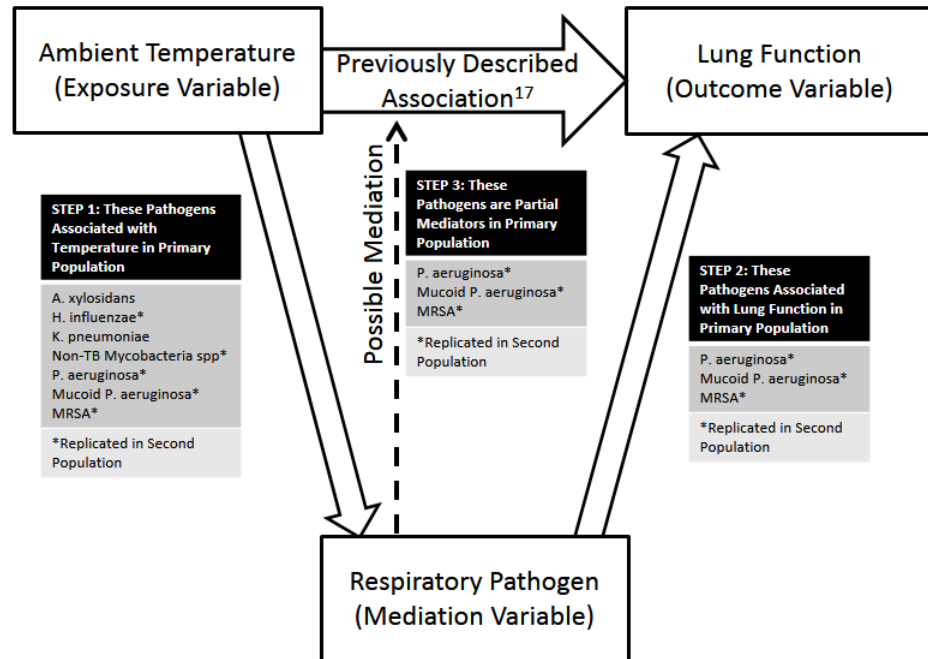 Ambient Temperature
(Exposure Variable)
Previously Described
Association17
Lung Function
(Outcome Variable)
STEP 1: These Pathogens
Associated with
Temperature in Primary
Population
A. xylosidans
H. influenzae*
K. pneumoniae
Non-TB Mycobacteria spp*
P. aeruginosa*
Mucoid P. aeruginosa*
MRSA*
*Replicated in Second
Population
Possible Mediation
STEP 3: These
Pathogens are Partial
Mediators in Primary
Population
P. aeruginosa*
Mucoid P. aeruginosa*
MRSA*
*Replicated in Second
Population
STEP 2: These
Pathogens Associated
with Lung Function in
Primary Population
P. aeruginosa*
Mucoid P. aeruginosa*
MRSA*
*Replicated in Second
Population
Respiratory Pathogen
(Mediation Variable)